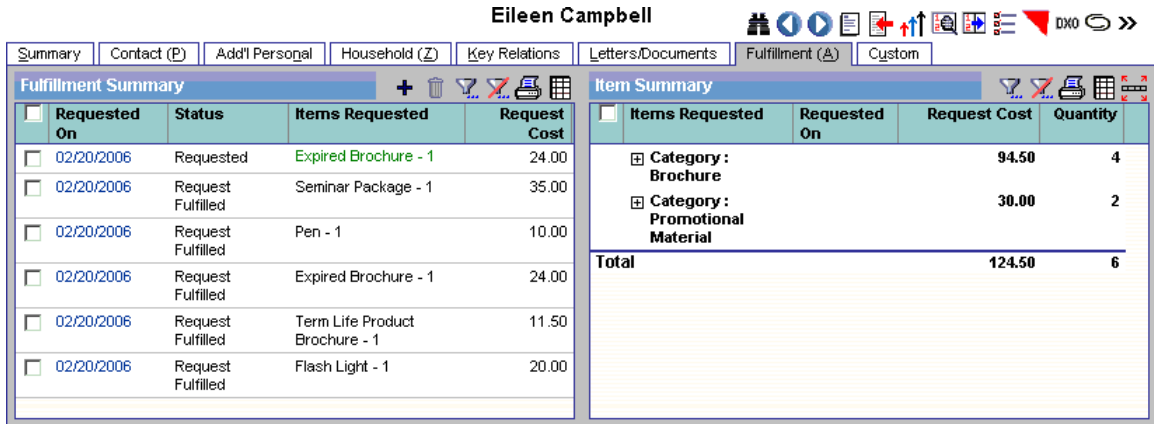 Eileen Campbell
DXO
Summary Contact (P) Add'l Personal Household (Z) Key Relations Letters/Documents Fulfillment (A) Custom
Fulfillment Summary
Requested On Status Items Requested Request Cost
02/20/2006 Requested Expired Brochure - 1 24.00
02/20/2006 Request Seminar Package - 1 35.00
Fulfilled
02/20/2006 Request Pen - 1 10.00
Fulfilled
02/20/2006 Request Expired Brochure - 1 24.00
Fulfilled
02/20/2006 Request Term Life Product 11.50
Fulfilled Brochure - 1
02/20/2006 Request Flash Light - 1 20.00
Fulfilled
Item Summary
Items Requested Requested On Request Cost Quantity
Category : 94.50 4
Brochure
Category : 30.00 2
Promotional
Material
Total 124.50 6